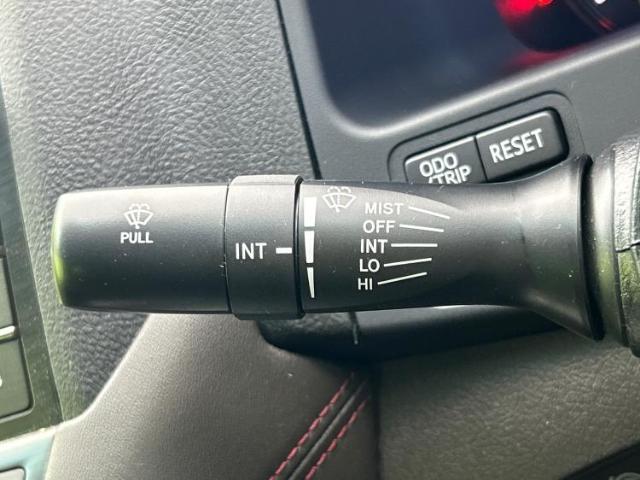 ODO
/TRIP
RESET
PULL
INT
MIST
OFF
INT
LO
HI